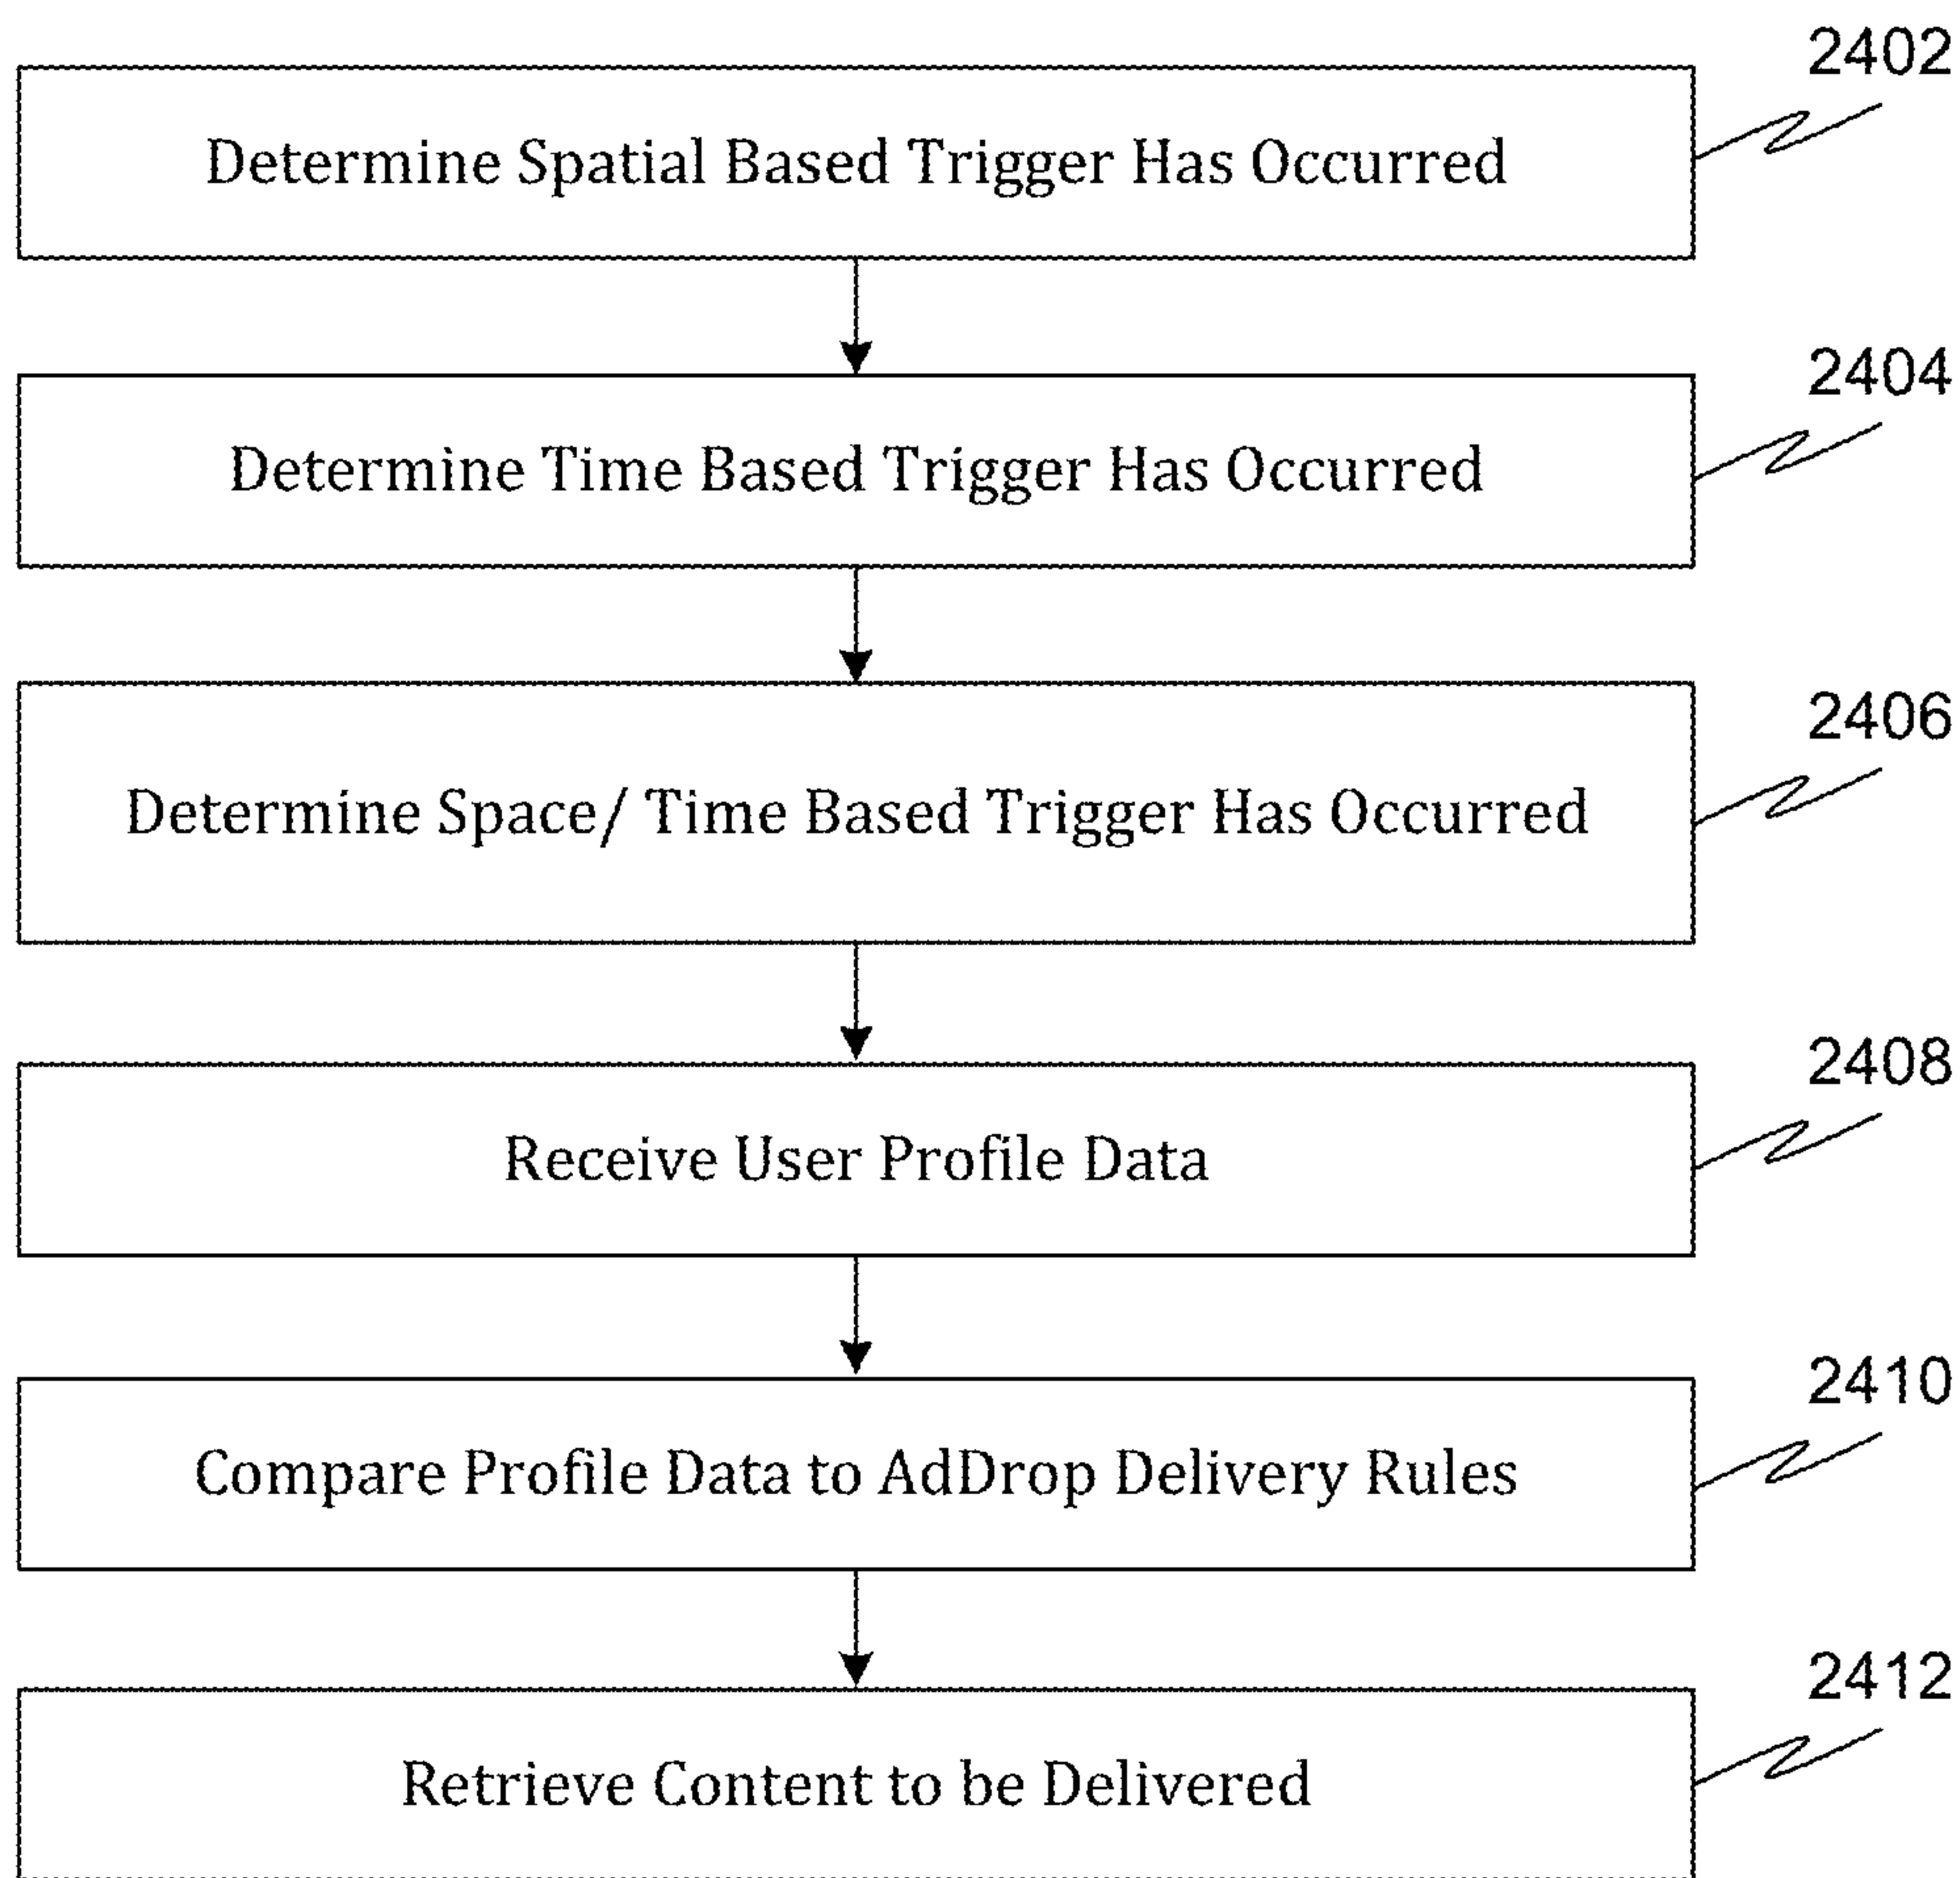 2402
Determine Spatial Based Trigger Has Occurred
2404
Determine Time Based Trigger Has Occurred
2406
Determine Space/ Time Based Trigger Has Occurred
2408
Receive User Profile Data
2410
Compare Profile Data to AdDrop Delivery Rules
2412
Retrieve Content to be Delivered